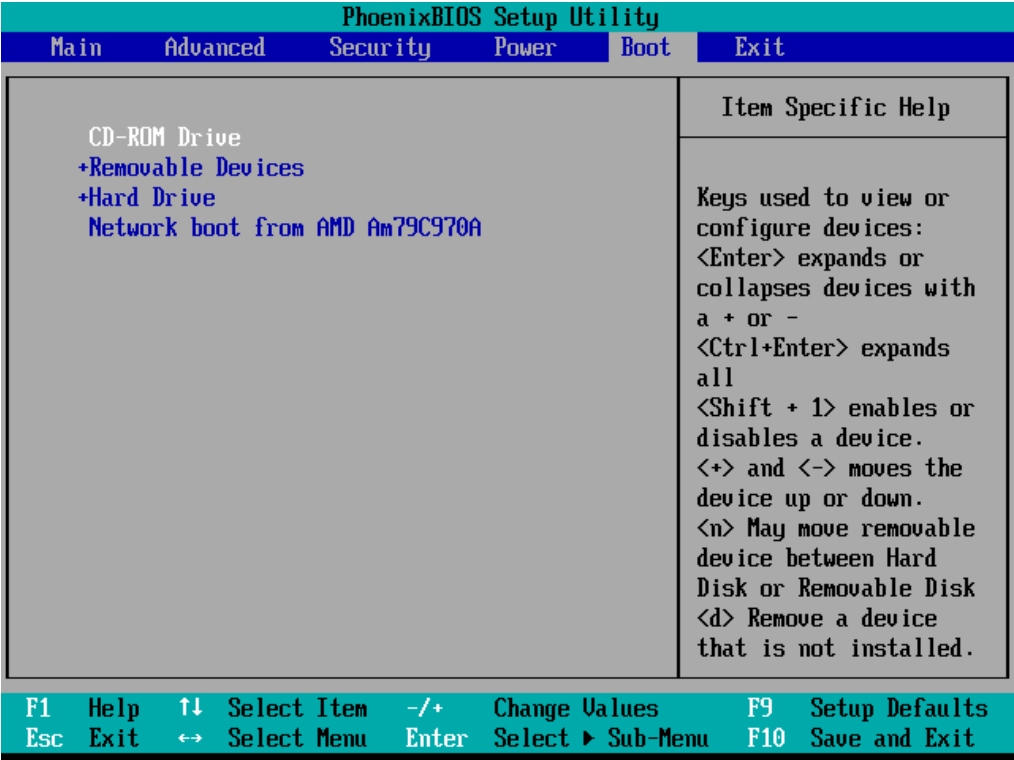 PhoenixBIOS Setup Utility
Main Advanced Security Power Boot Exit
CD-ROM Drive
+Removable Devices
+Hard Drive
Network boot from AMD Am79C970A
Item Specific Help
Keys used to view or
configure devices:
<Enter> expands or
collapses devices with
a + or -
<Ctrl+Enter> expands
all
<Shift + 1> enables or
disables a device.
<+> and <-> moves the
device up or down.
<n> May move removable
device between Hard
Disk or Removable Disk
<d> Remove a device
that is not installed.
F1 Help ↑↓ Select Item -/+ Change Values F9 Setup Defaults
Esc Exit ↔ Select Menu Enter Select ▶ Sub-Menu F10 Save and Exit